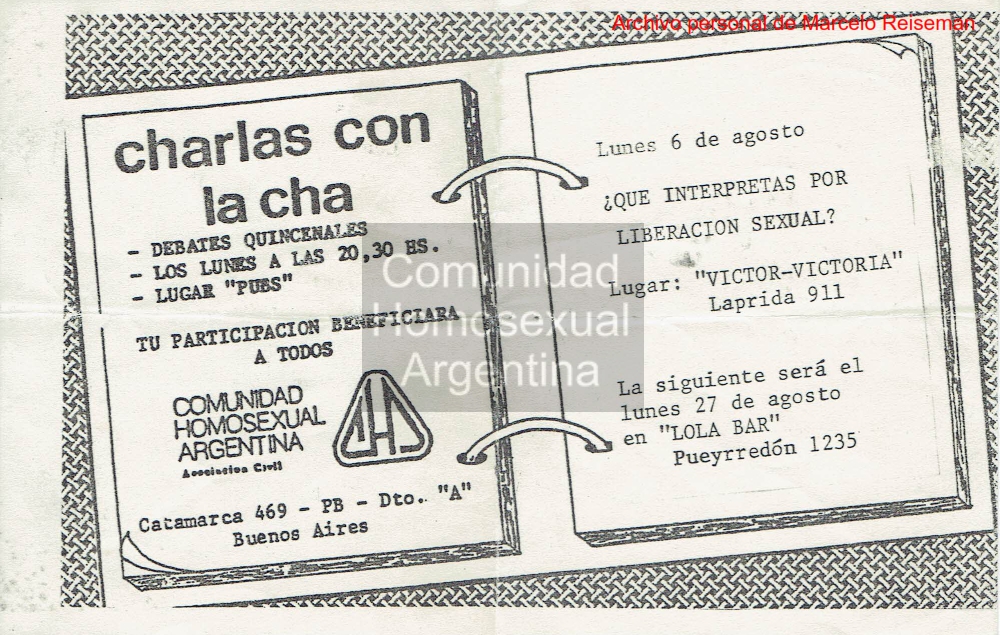 Archivo personal de Marcelo Reiseman
charlas con
la cha
- DEBATES QUINCENALES
- LOS LUNES A LAS 20,30 HS.
- LUGAR "PUBS"
TU PARTICIPACION BENEFICIARA
A TODOS
COMUNIDAD
HOMOSEXUAL
ARGENTINA
Asociacion Civil
CHA
Catamarca 469 - PB - Dto. "A"
Buenos Aires
Lunes 6 de agosto
¿QUE INTERPRETAS POR
LIBERACION SEXUAL?
Lugar: "VICTOR-VICTORIA"
Laprida 911
La siguiente será el
lunes 27 de agosto
en "LOLA BAR"
Pueyrredón 1235
Comunidad
Homosexual
Argentina